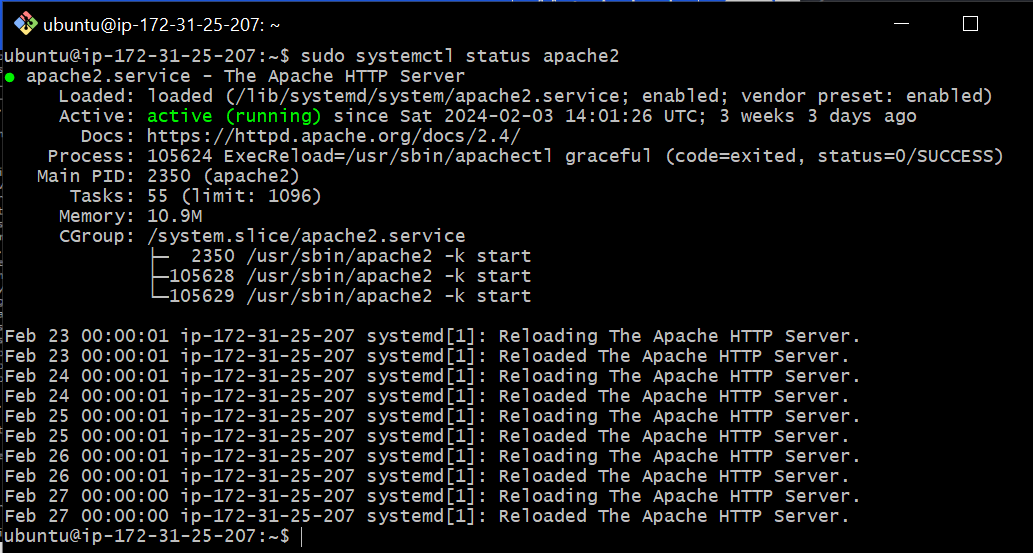 ubuntu@ip-172-31-25-207: ~
ubuntu@ip-172-31-25-207:~$ sudo systemctl status apache2
● apache2.service - The Apache HTTP Server
     Loaded: loaded (/lib/systemd/system/apache2.service; enabled; vendor preset: enabled)
     Active: active (running) since Sat 2024-02-03 14:01:26 UTC; 3 weeks 3 days ago
       Docs: https://httpd.apache.org/docs/2.4/
    Process: 105624 ExecReload=/usr/sbin/apachectl graceful (code=exited, status=0/SUCCESS)
   Main PID: 2350 (apache2)
      Tasks: 55 (limit: 1096)
     Memory: 10.9M
     CGroup: /system.slice/apache2.service
             ├─  2350 /usr/sbin/apache2 -k start
             ├─105628 /usr/sbin/apache2 -k start
             └─105629 /usr/sbin/apache2 -k start
Feb 23 00:00:01 ip-172-31-25-207 systemd[1]: Reloading The Apache HTTP Server.
Feb 23 00:00:01 ip-172-31-25-207 systemd[1]: Reloaded The Apache HTTP Server.
Feb 24 00:00:01 ip-172-31-25-207 systemd[1]: Reloading The Apache HTTP Server.
Feb 24 00:00:01 ip-172-31-25-207 systemd[1]: Reloaded The Apache HTTP Server.
Feb 25 00:00:01 ip-172-31-25-207 systemd[1]: Reloading The Apache HTTP Server.
Feb 25 00:00:01 ip-172-31-25-207 systemd[1]: Reloaded The Apache HTTP Server.
Feb 26 00:00:01 ip-172-31-25-207 systemd[1]: Reloading The Apache HTTP Server.
Feb 26 00:00:01 ip-172-31-25-207 systemd[1]: Reloaded The Apache HTTP Server.
Feb 27 00:00:00 ip-172-31-25-207 systemd[1]: Reloading The Apache HTTP Server.
Feb 27 00:00:00 ip-172-31-25-207 systemd[1]: Reloaded The Apache HTTP Server.
ubuntu@ip-172-31-25-207:~$